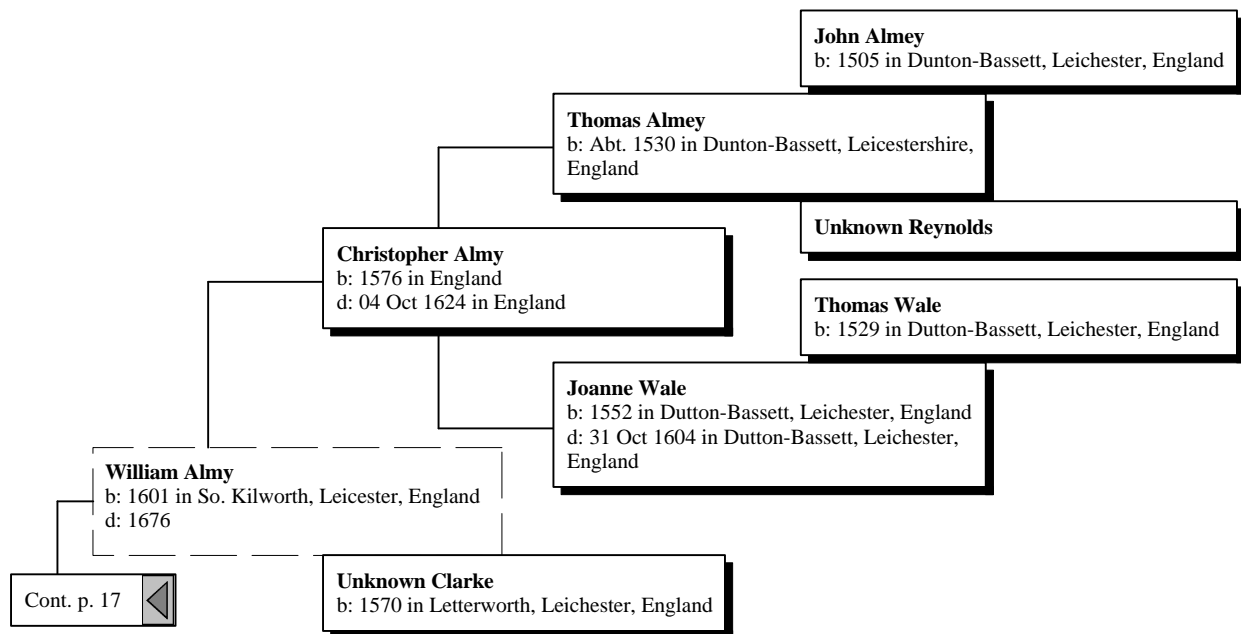 John Almey
b: 1505 in Dunton-Bassett, Leichester, England
Thomas Almey
b: Abt. 1530 in Dunton-Bassett, Leicestershire,
England
Unknown Reynolds
Christopher Almy
b: 1576 in England
d: 04 Oct 1624 in England
Thomas Wale
b: 1529 in Dutton-Bassett, Leichester, England
Joanne Wale
b: 1552 in Dutton-Bassett, Leichester, England
d: 31 Oct 1604 in Dutton-Bassett, Leichester,
England
William Almy
b: 1601 in So. Kilworth, Leicester, England
d: 1676
Unknown Clarke
b: 1570 in Letterworth, Leichester, England
Cont. p. 17